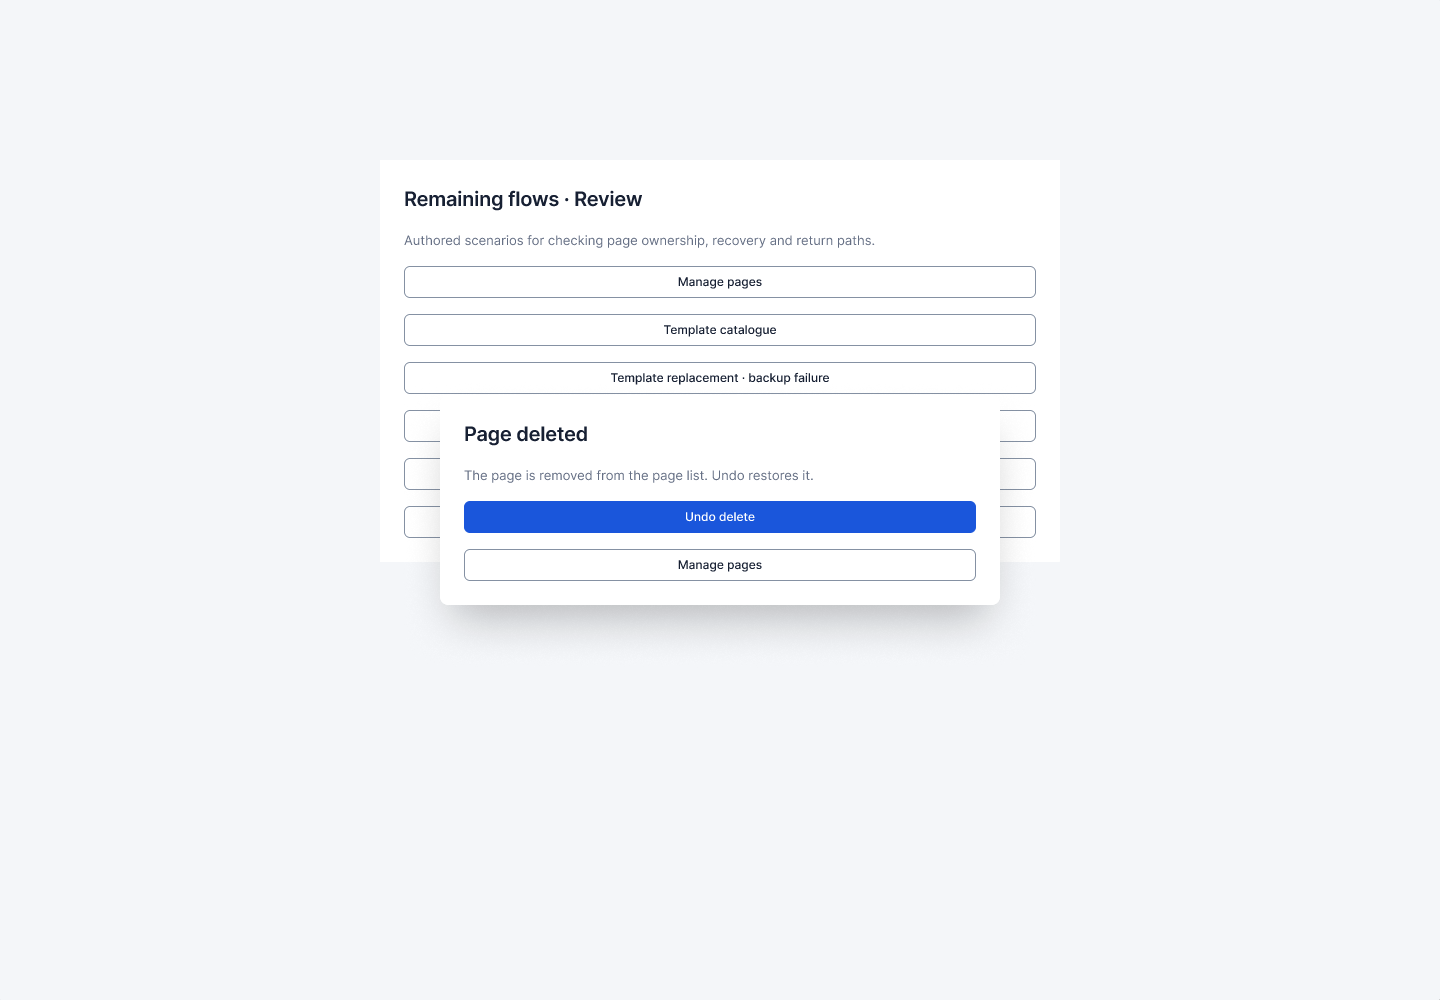 Remaining flows · Review
Authored scenarios for checking page ownership, recovery and return paths.
Manage pages
Template catalogue
Template replacement · backup failure
Page deleted
The page is removed from the page list. Undo restores it.
Undo delete
Manage pages